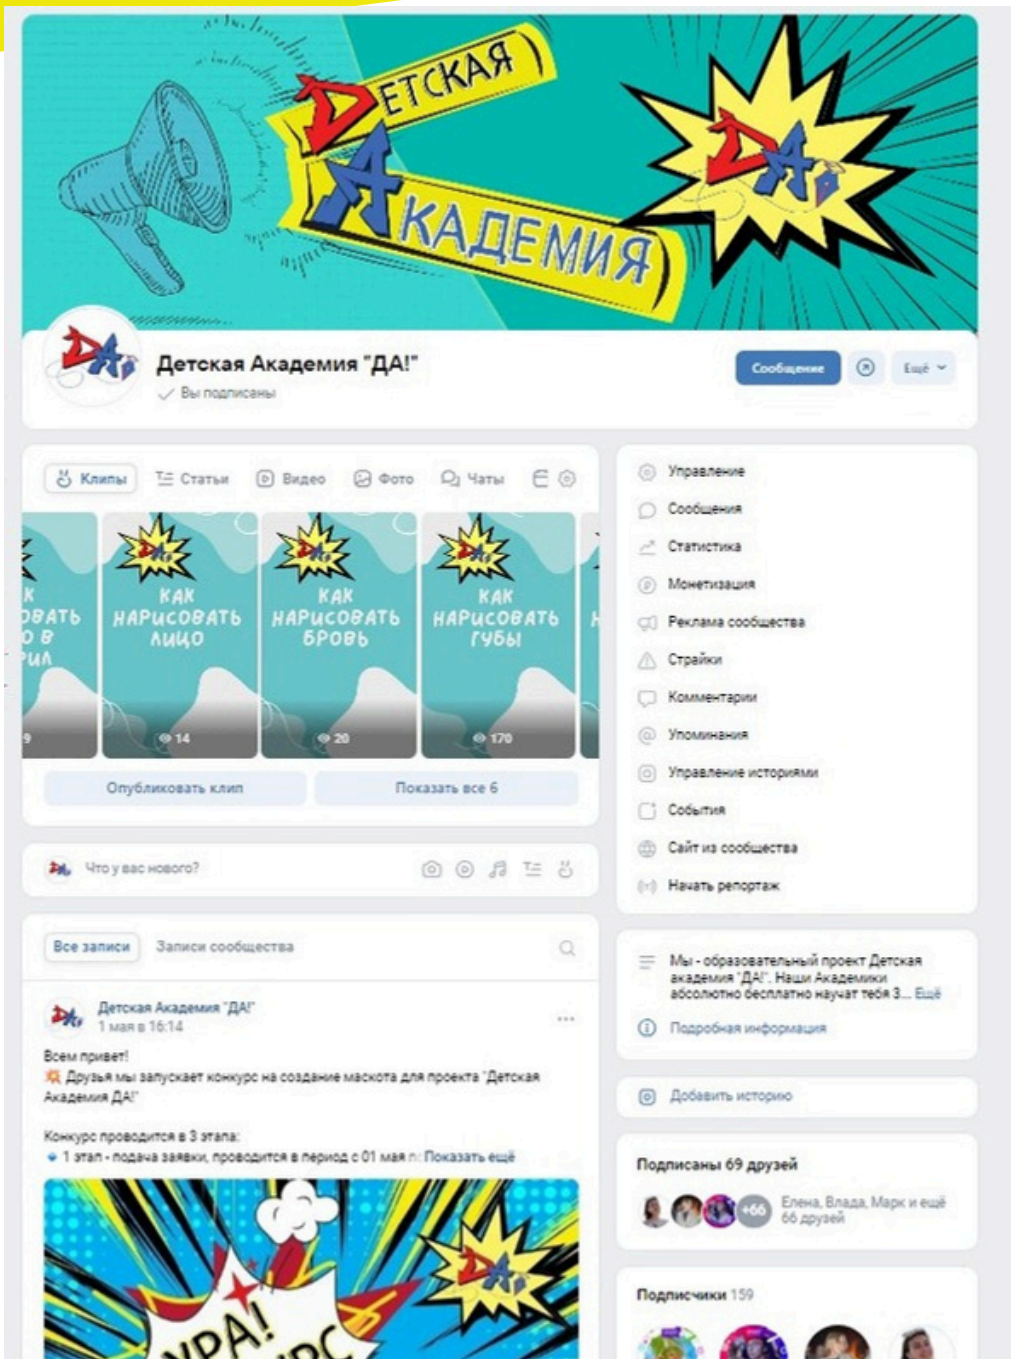 ДЕТСКАЯ
АКАДЕМИЯ
ДА!
ДА!
Детская Академия "ДА!"
Вы подписаны
Сообщение
Ещё
Клипы
Статьи
Видео
Фото
Чаты
КАК
НАРИСОВАТЬ
ЛИЦО
14
КАК
НАРИСОВАТЬ
БРОВЬ
20
КАК
НАРИСОВАТЬ
ГУБЫ
170
Опубликовать клип
Показать все 6
Что у вас нового?
Все записи
Записи сообщества
Детская Академия "ДА!"
1 мая в 16:14
Всем привет!
💥 Друзья мы запускает конкурс на создание маскота для проекта "Детская
Академия ДА!"
Конкурс проводится в 3 этапа:
🔹 1 этап - подача заявки, проводится в период с 01 мая Показать ещё
УРА!
Управление
Сообщения
Статистика
Монетизация
Реклама сообщества
Страйки
Комментарии
Упоминания
Управление историями
События
Сайт из сообщества
Начать репортаж
Мы - образовательный проект Детская
академия "ДА!". Наши Академики
абсолютно бесплатно научат тебя 3... Ещё
Подробная информация
Добавить историю
Подписаны 69 друзей
+66
Елена, Влада, Марк и ещё
66 друзей
Подписчики 159